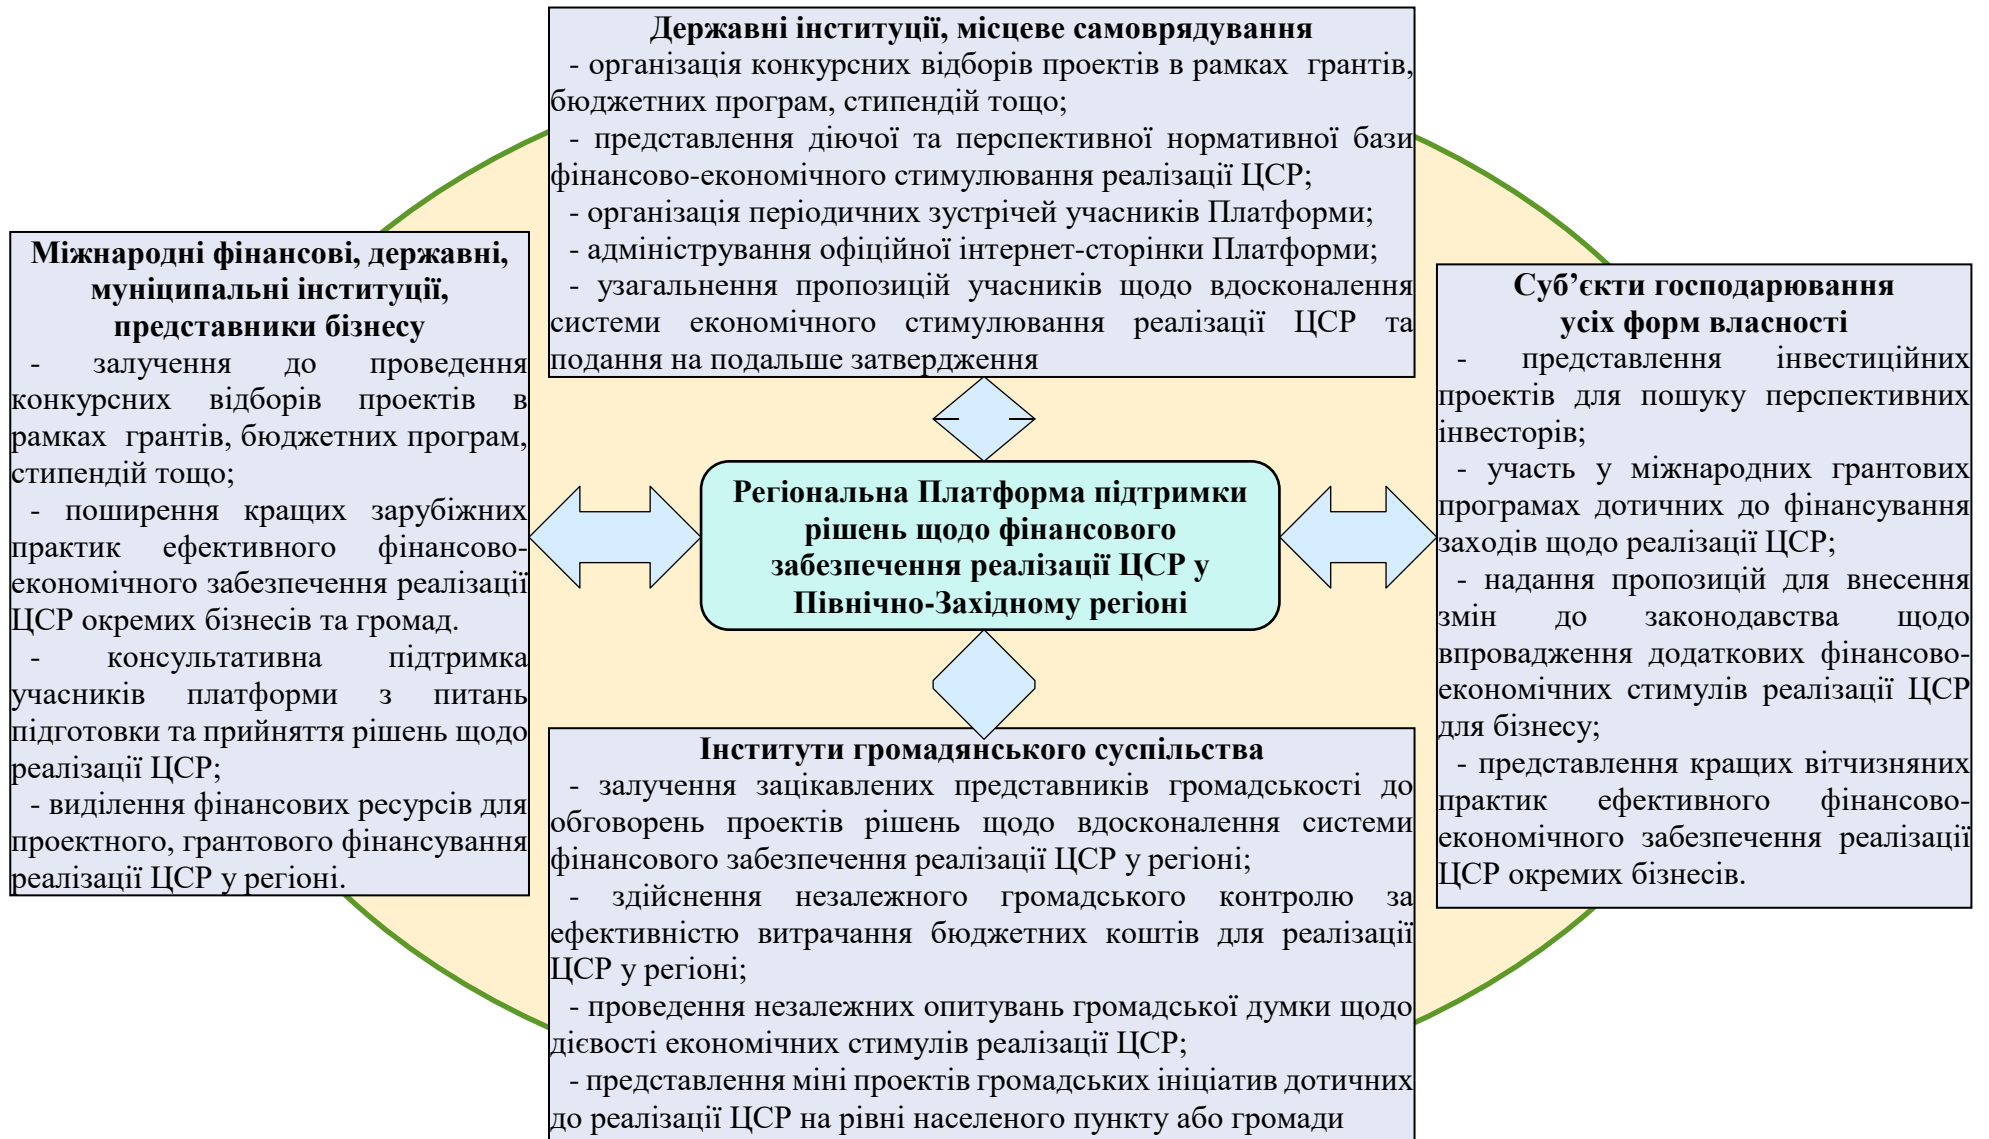 Державні інституції, місцеве самоврядування
- організація конкурсних відборів проектів в рамках грантів,
бюджетних програм, стипендій тощо;
- представлення діючої та перспективної нормативної бази
фінансово-економічного стимулювання реалізації ЦСР;
- організація періодичних зустрічей учасників Платформи;
- адміністрування офіційної інтернет-сторінки Платформи;
- узагальнення пропозицій учасників щодо вдосконалення
системи економічного стимулювання реалізації ЦСР та
подання на подальше затвердження
Міжнародні фінансові, державні,
муніципальні інституції,
представники бізнесу
- залучення до проведення
конкурсних відборів проектів в
рамках грантів, бюджетних програм,
стипендій тощо;
- поширення кращих зарубіжних
практик ефективного фінансово-
економічного забезпечення реалізації
ЦСР окремих бізнесів та громад.
- консультативна підтримка
учасників платформи з питань
підготовки та прийняття рішень щодо
реалізації ЦСР;
- виділення фінансових ресурсів для
проектного, грантового фінансування
реалізації ЦСР у регіоні.
Регіональна Платформа підтримки
рішень щодо фінансового
забезпечення реалізації ЦСР у
Північно-Західному регіоні
Суб’єкти господарювання
усіх форм власності
- представлення інвестиційних
проектів для пошуку перспективних
інвесторів;
- участь у міжнародних грантових
програмах дотичних до фінансування
заходів щодо реалізації ЦСР;
- надання пропозицій для внесення
змін до законодавства щодо
впровадження додаткових фінансово-
економічних стимулів реалізації ЦСР
для бізнесу;
- представлення кращих вітчизняних
практик ефективного фінансово-
економічного забезпечення реалізації
ЦСР окремих бізнесів.
Інститути громадянського суспільства
- залучення зацікавлених представників громадськості до
обговорень проектів рішень щодо вдосконалення системи
фінансового забезпечення реалізації ЦСР у регіоні;
- здійснення незалежного громадського контролю за
ефективністю витрачання бюджетних коштів для реалізації
ЦСР у регіоні;
- проведення незалежних опитувань громадської думки щодо
дієвості економічних стимулів реалізації ЦСР;
- представлення міні проектів громадських ініціатив дотичних
до реалізації ЦСР на рівні населеного пункту або громади